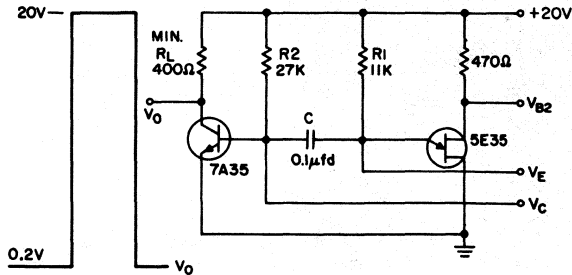 20V
MIN.
RL
400Ω
R2
27K
R1
11K
470Ω
+20V
VO
C
0.1µfd
7A35
5E35
VB2
VE
VC
0.2V
VO